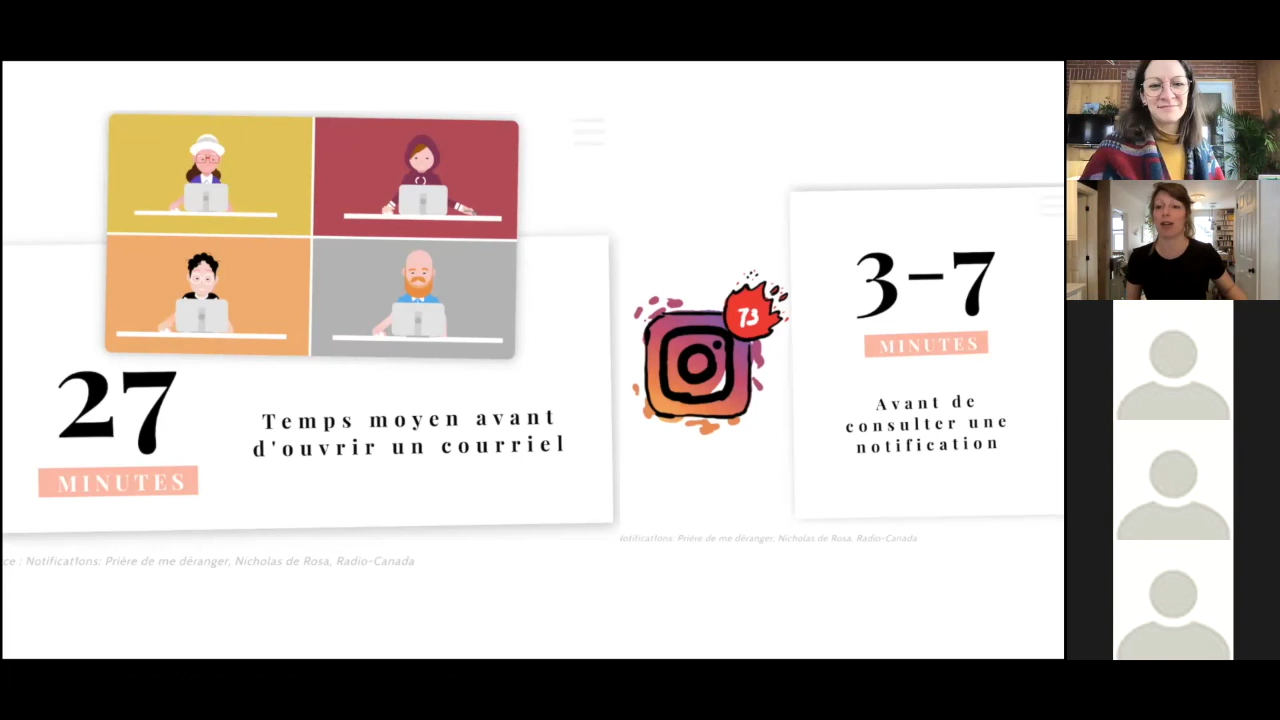 27
MINUTES
Temps moyen avant
d'ouvrir un courriel
ce : Notifications: Prière de me déranger, Nicholas de Rosa, Radio-Canada
73
3-7
MINUTES
Avant de
consulter une
notification
Notifications: Prière de me déranger, Nicholas de Rosa, Radio-Canada